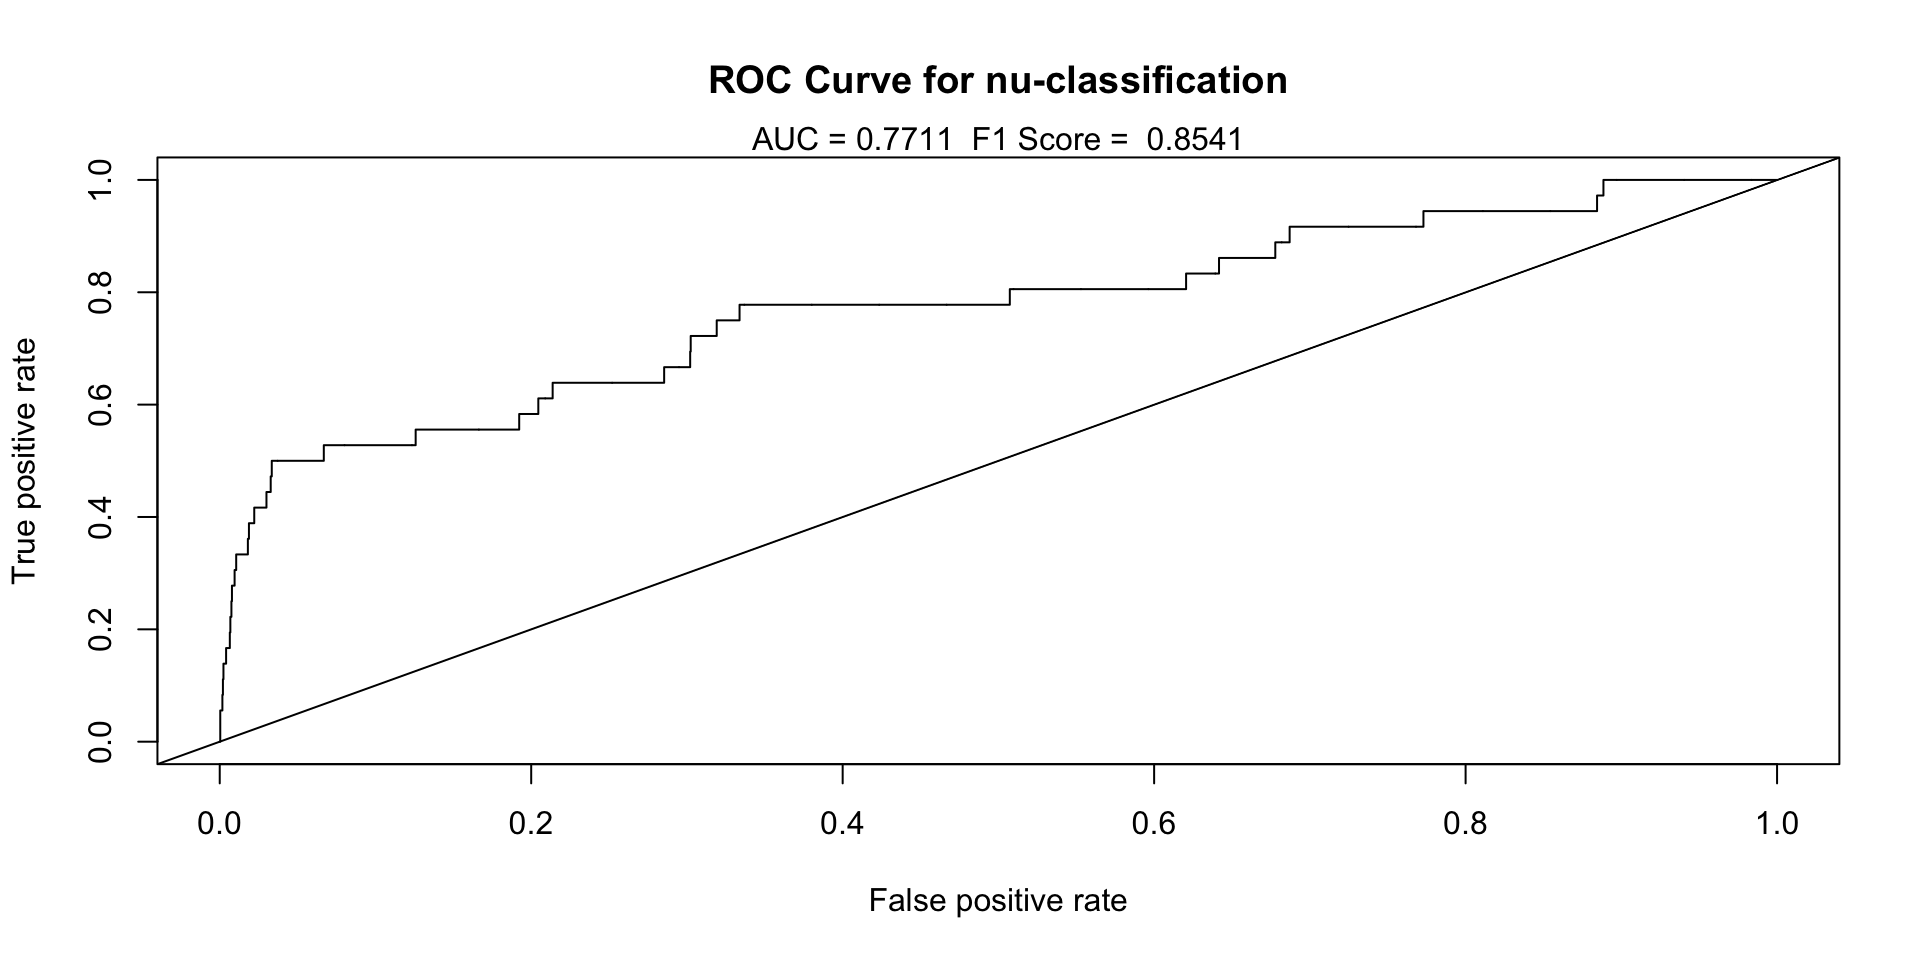 ROC Curve for nu-classification
AUC = 0.7711  F1 Score =  0.8541
True positive rate
1.0
0.8
0.6
0.4
0.2
0.0
0.0 0.2 0.4 0.6 0.8 1.0
False positive rate